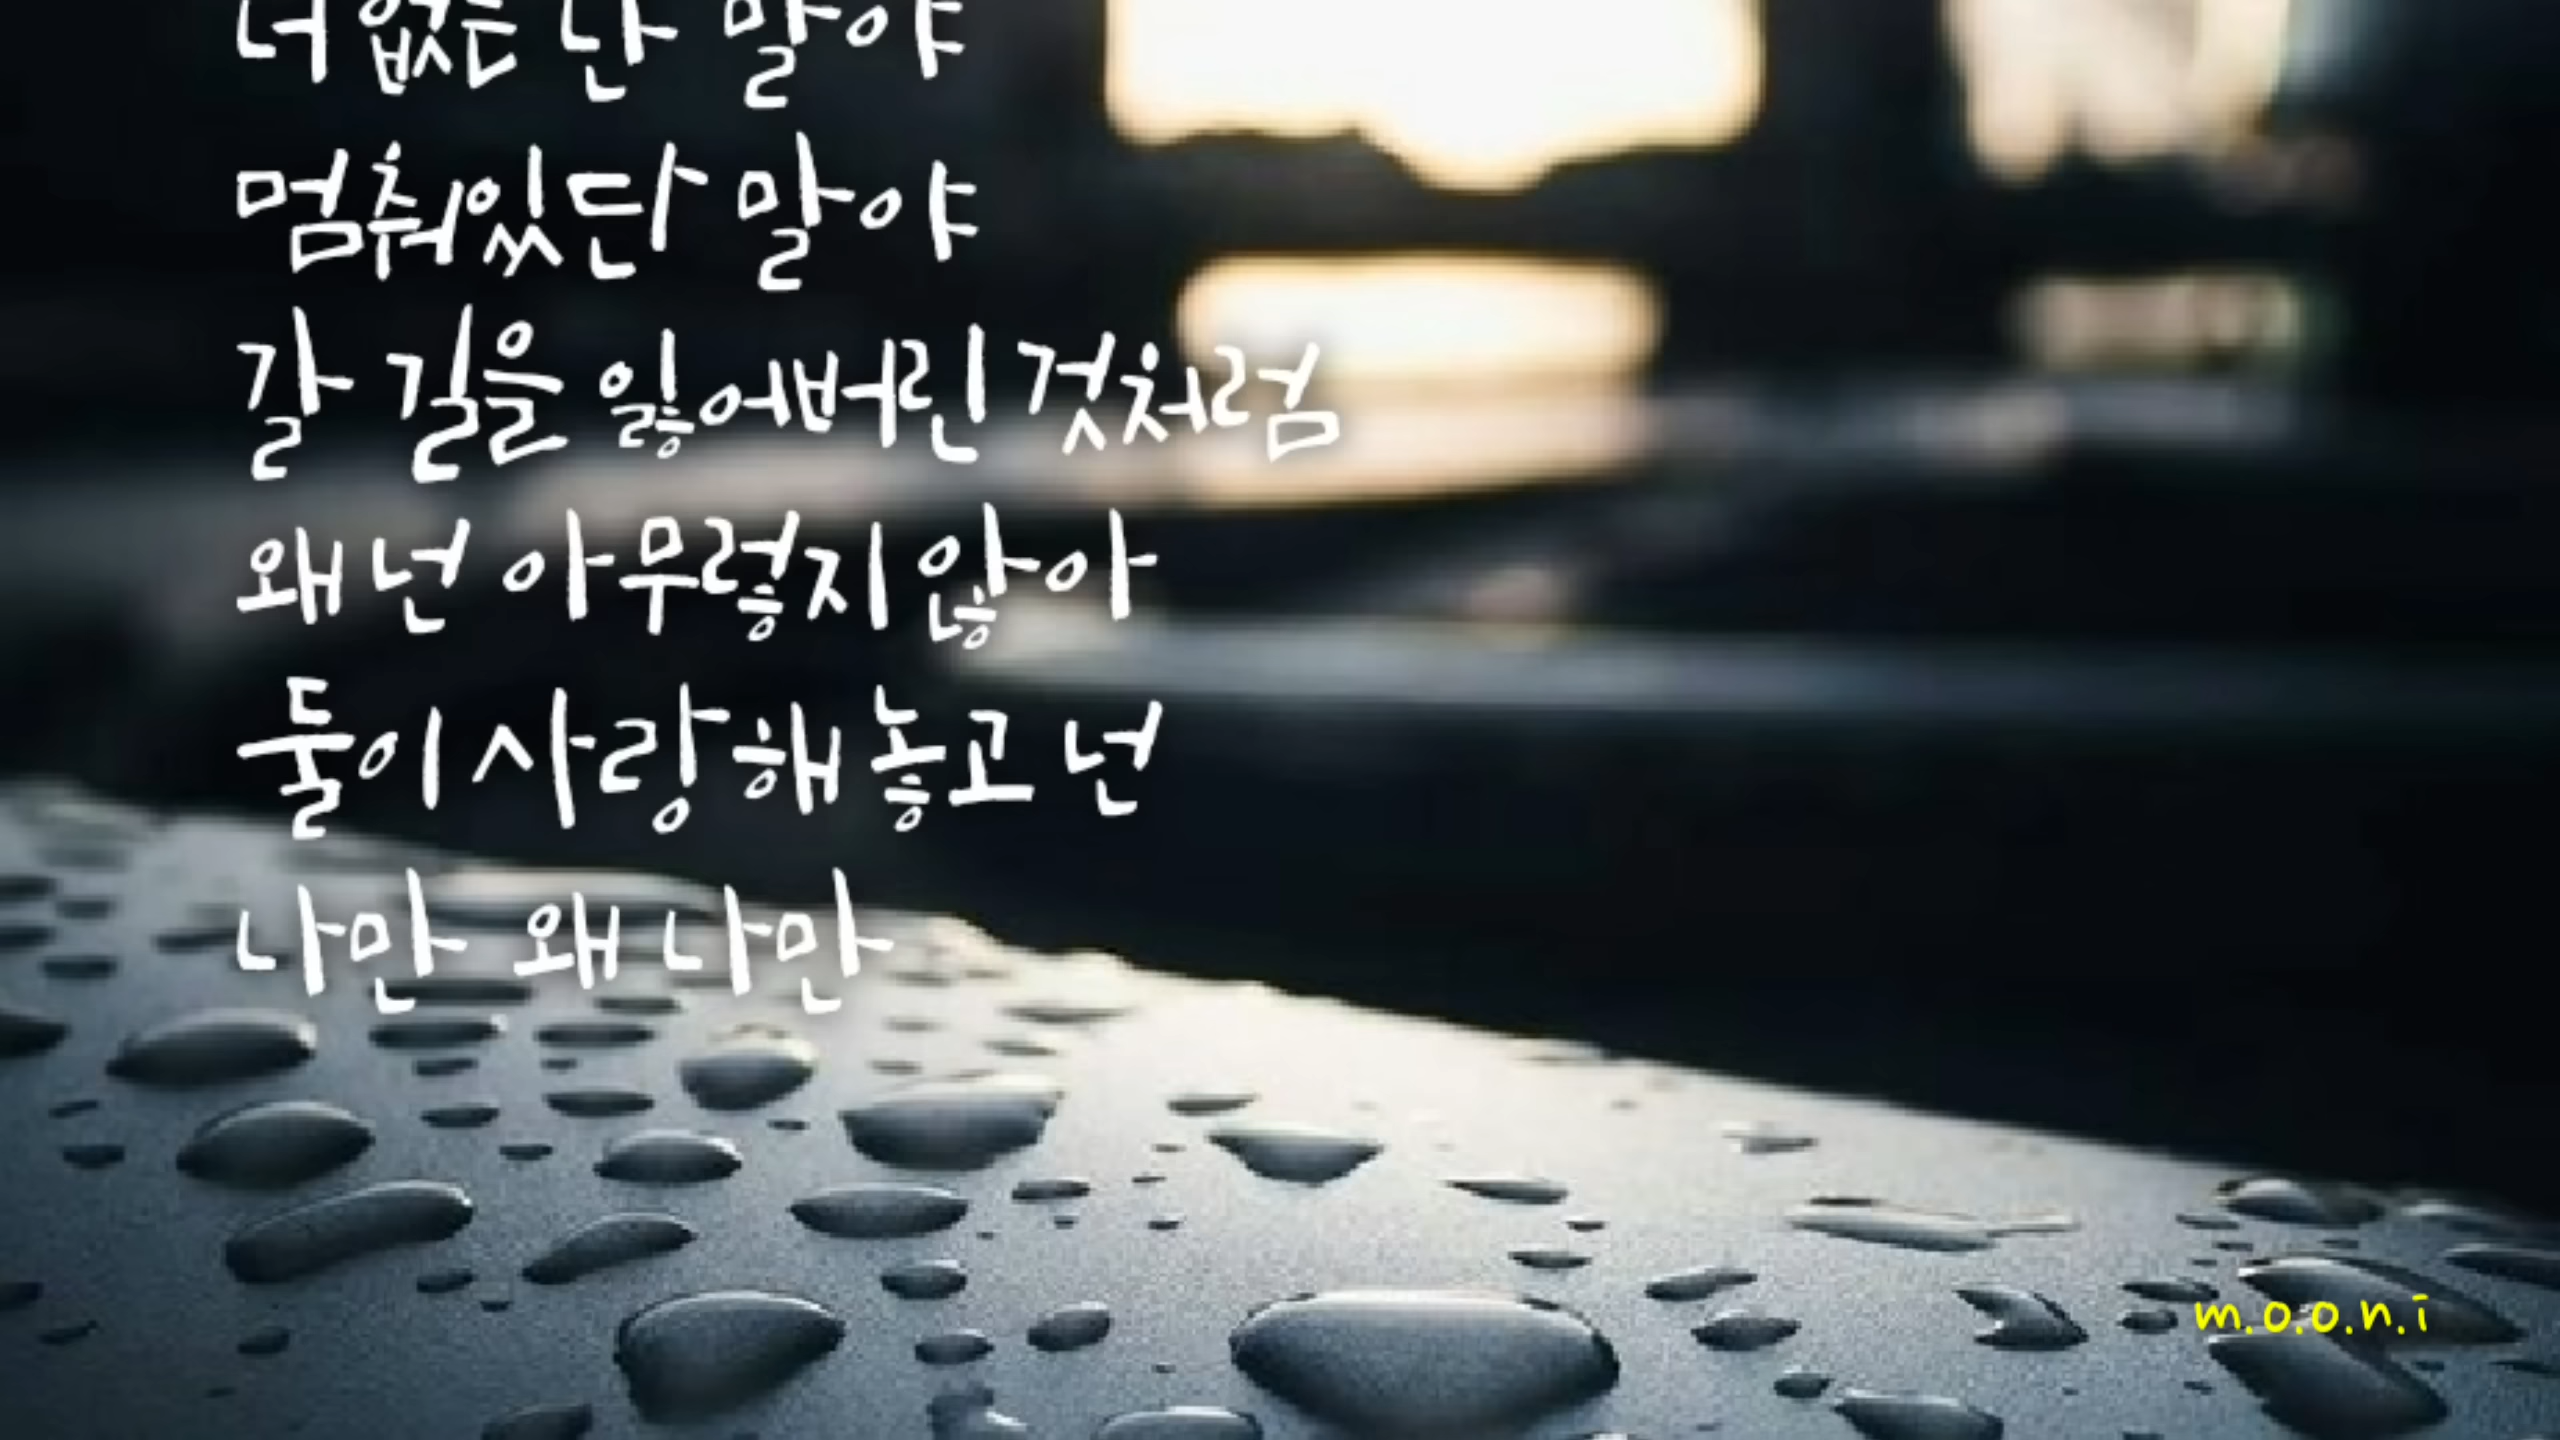 너 없는 난 말야
멈춰있단 말야
갈 길을 잃어버린 것처럼
왜 넌 아무렇지 않아
둘이 사랑해 놓고 넌
나만 왜 나만
m.o.o.n.i